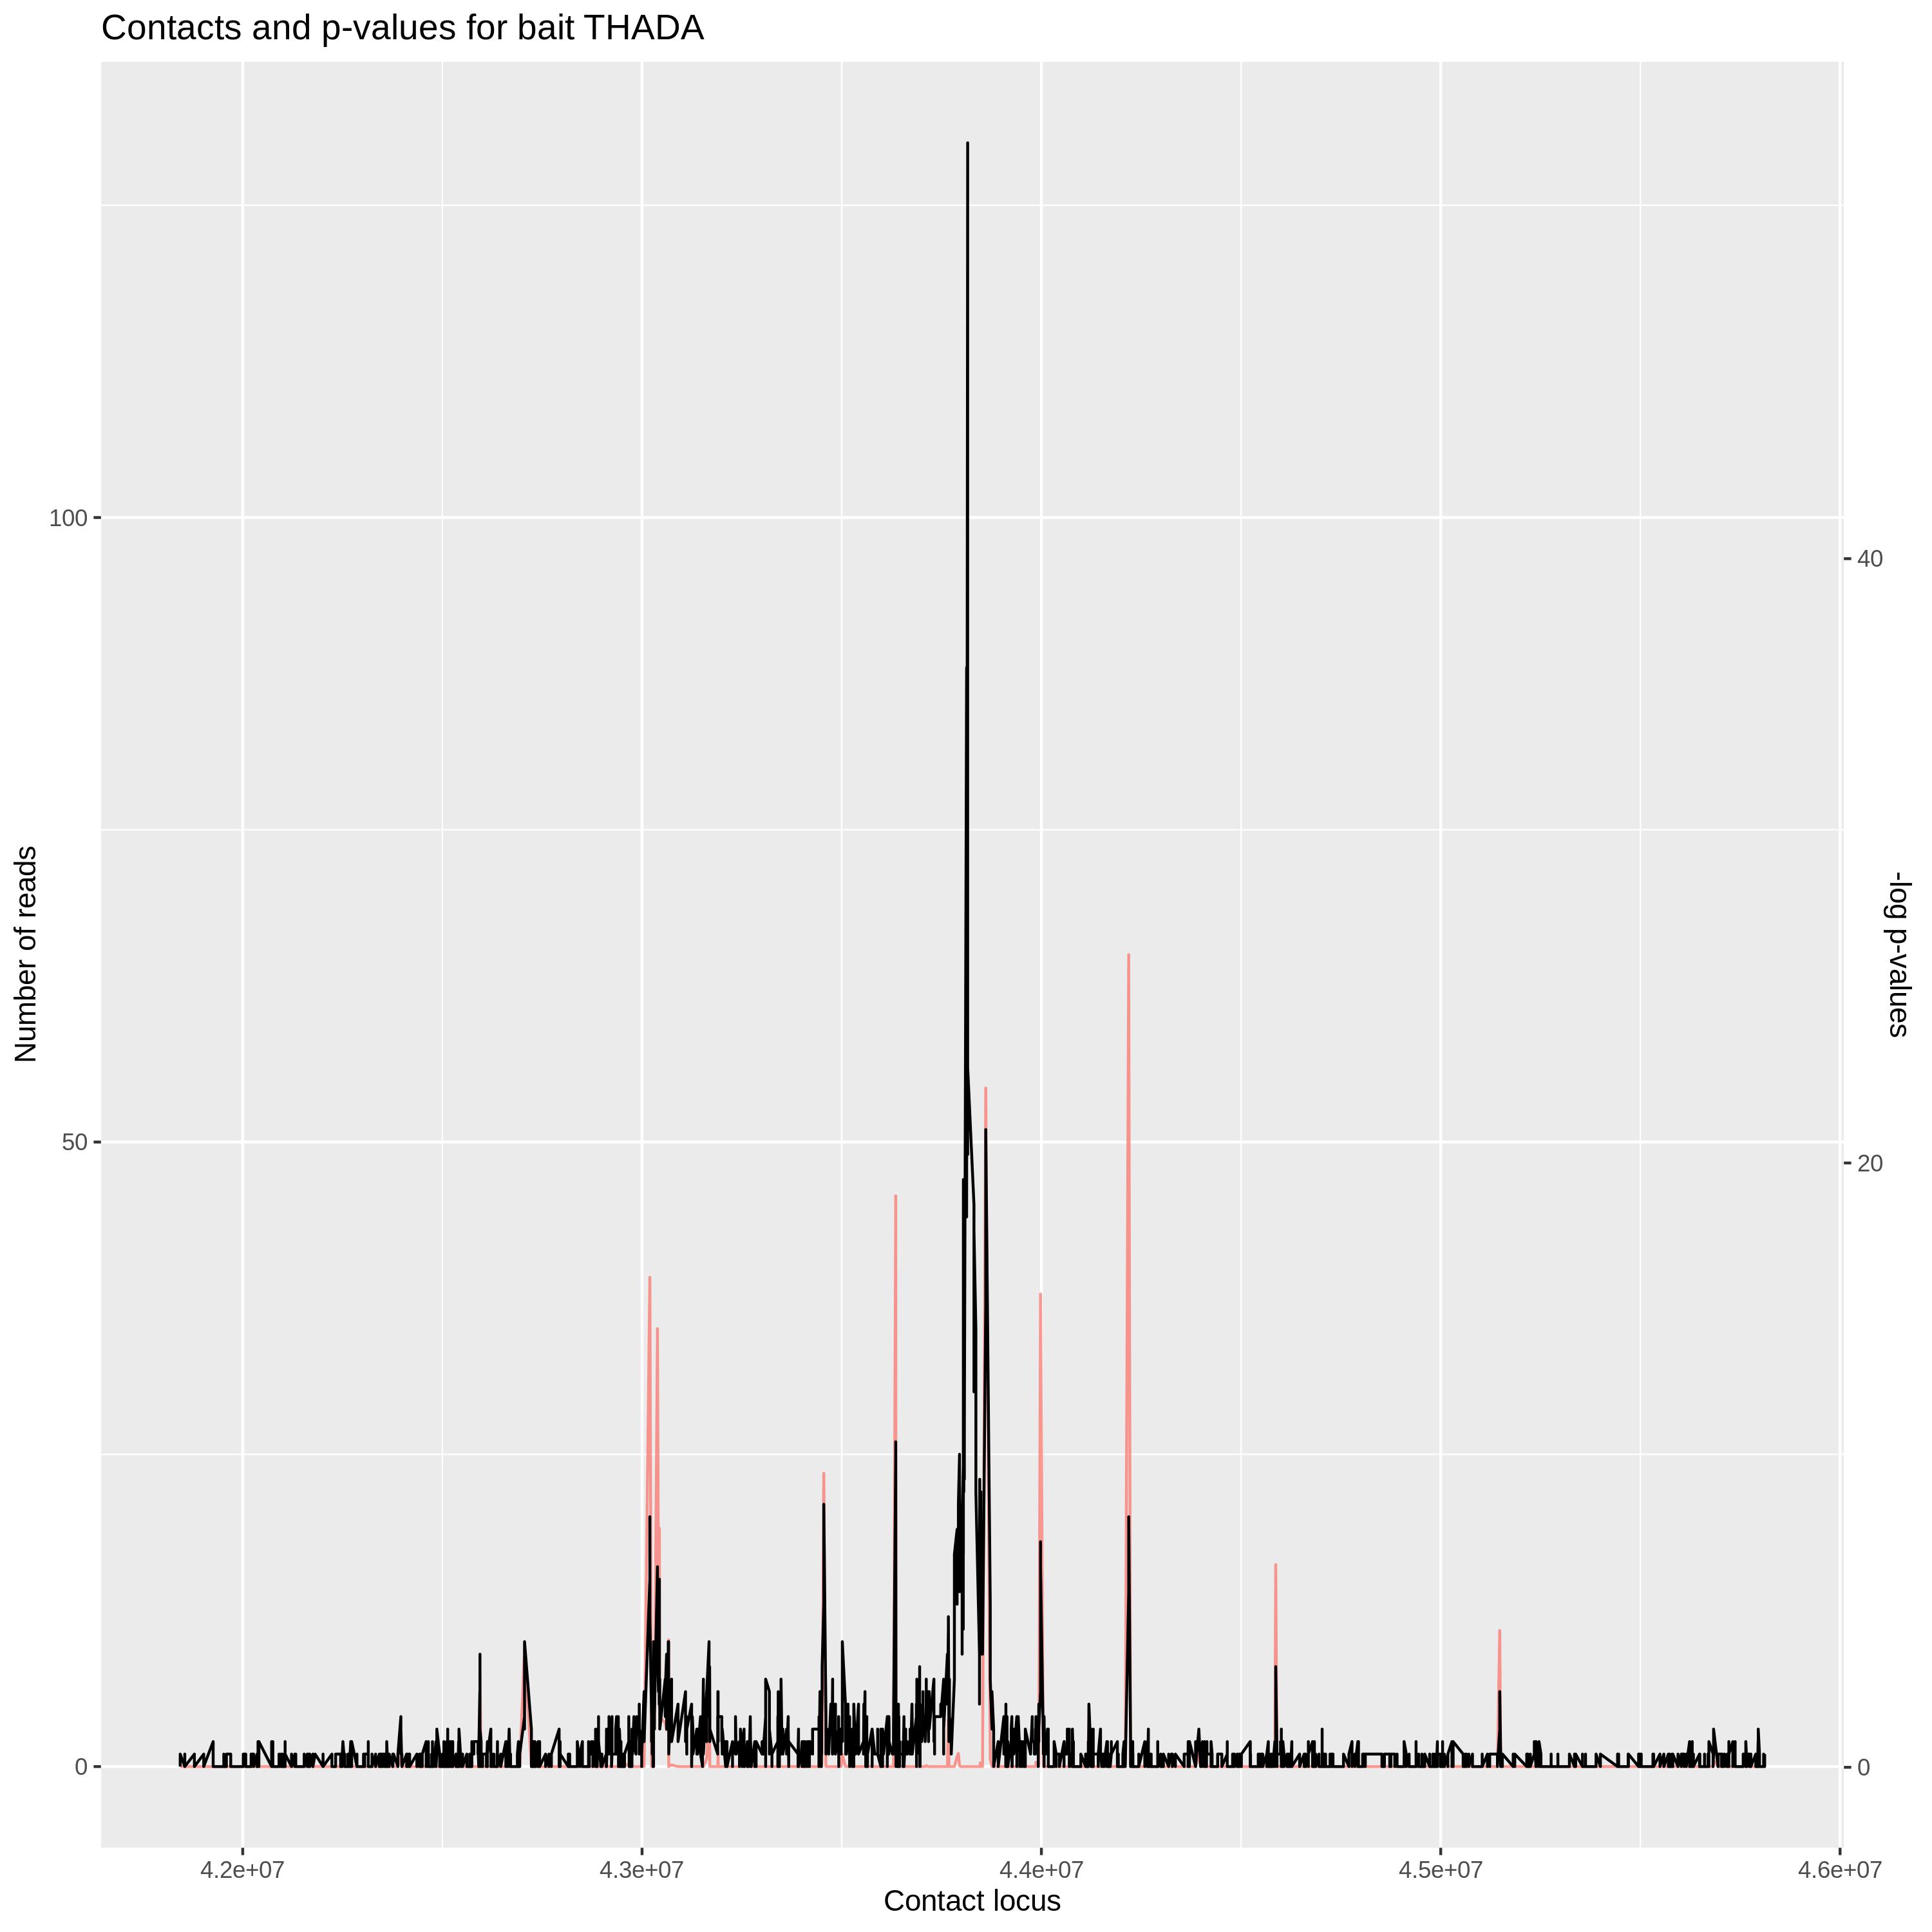 Contacts and p-values for bait THADA
100
50
0
Number of reads
40
20
0
-log p-values
4.2e+07
4.3e+07
4.4e+07
4.5e+07
4.6e+07
Contact locus